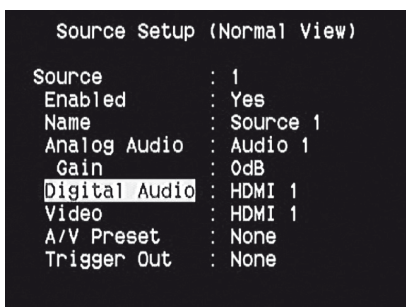 Source Setup (Normal View)
Source : 1
Enabled : Yes
Name : Source 1
Analog Audio : Audio 1
Gain : 0dB
Digital Audio : HDMI 1
Video : HDMI 1
A/V Preset : None
Trigger Out : None